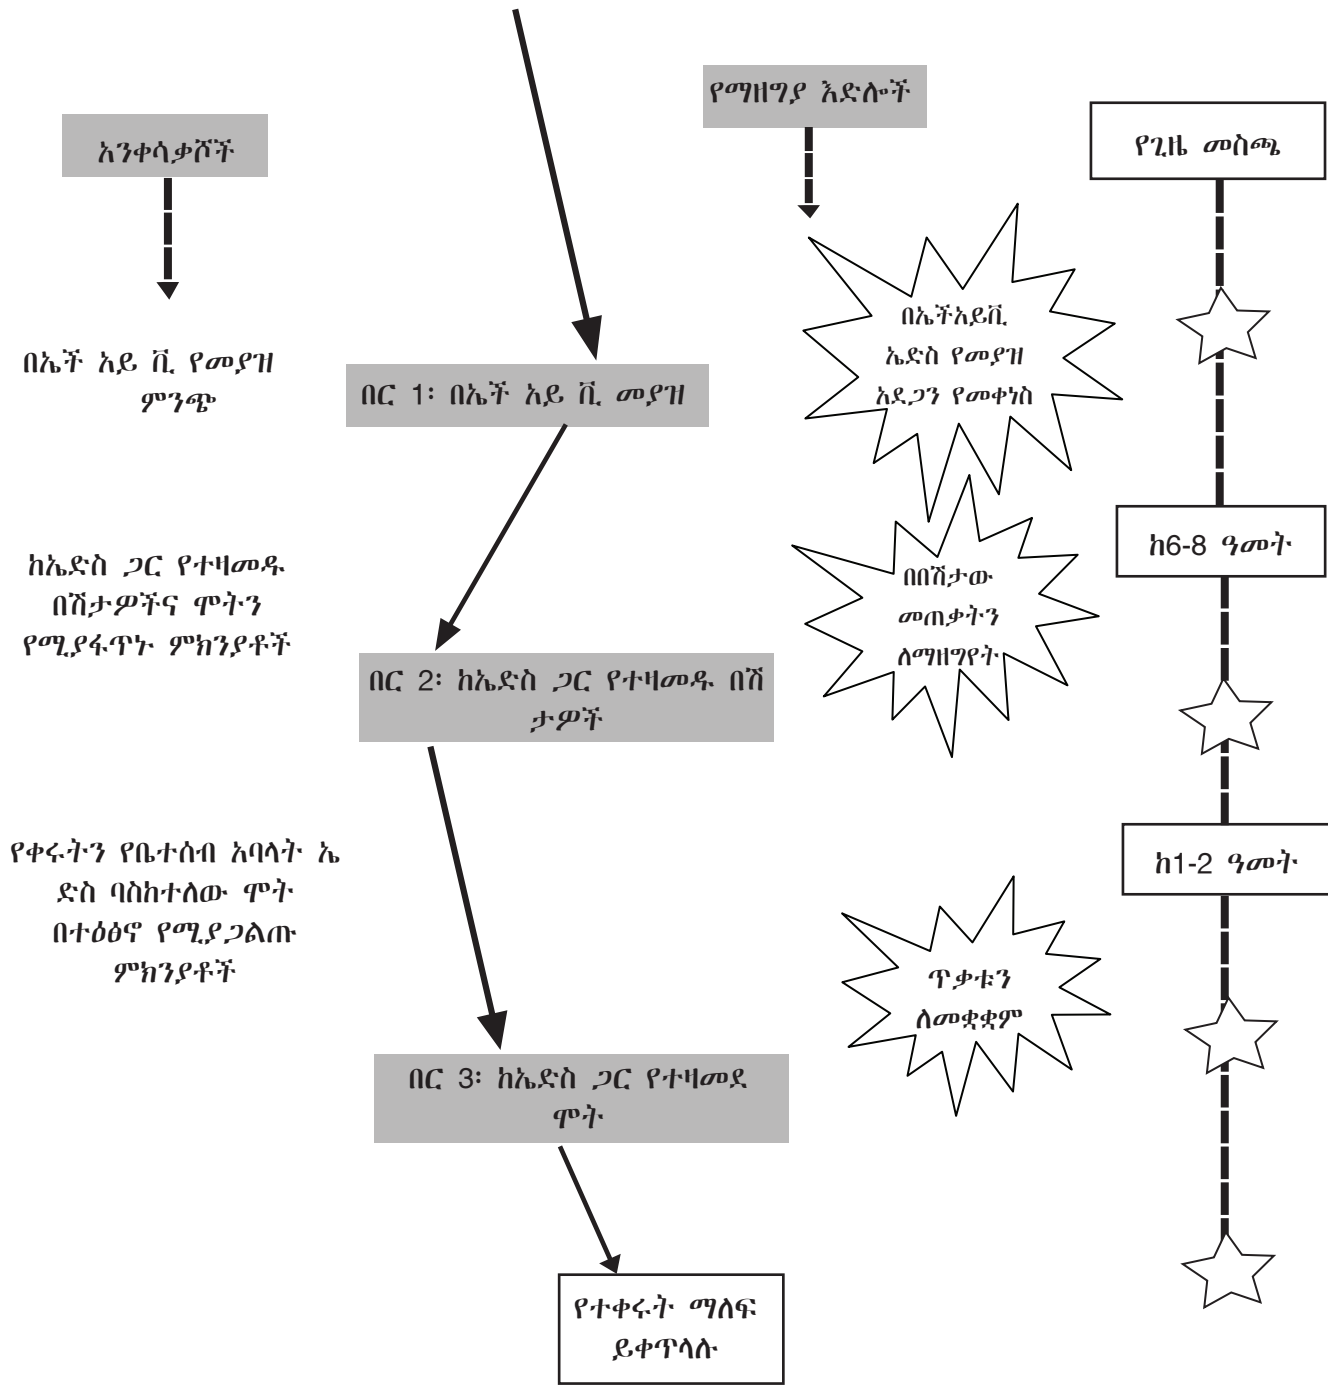 የማዘግያ እድሎች
አንቀሳቃሾች
የጊዜ መስጫ
በኤች አይ ቪ የመያዝ
ምንጭ
በር 1፡ በኤች አይ ቪ መያዝ
በኤችአይቪ
ኤድስ የመያዝ
አደጋን የመቀነስ
ከኤድስ ጋር የተዛመዱ
በሽታዎችና ሞትን
የሚያፋጥኑ ምክንያቶች
በር 2፡ ከኤድስ ጋር የተዛመዱ በሽ
ታዎች
በበሽታው
መጠቃትን
ለማዘግየት
ከ6-8 ዓመት
የቀሩትን የቤተሰብ አባላት ኤ
ድስ ባስከተለው ሞት
በተዕፅኖ የሚያጋልጡ
ምክንያቶች
ከ1-2 ዓመት
ጥቃቱን
ለመቋቋም
በር 3፡ ከኤድስ ጋር የተዛመደ
ሞት
የተቀሩት ማለፍ
ይቀጥላሉ